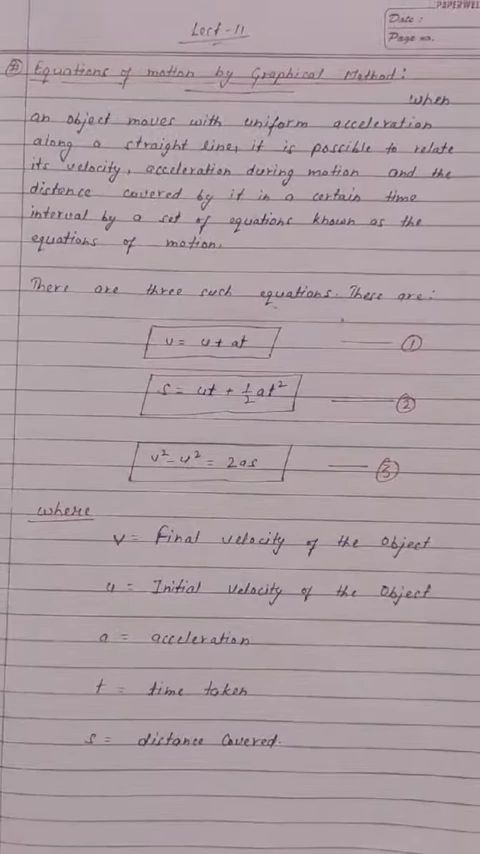 PAPERWEL
Lect-11
Date:
Page no.
Equations of motion by Graphical Method:
when
an object moves with uniform acceleration
along a straight line, it is possible to relate
its velocity, acceleration during motion and the
distance covered by it in a certain time
interval by a set of equations known as the
equations of motion.
There are three such equations. These are:
v = u + at ①
s = ut + 1/2 at² ②
v² - u² = 2as ③
where
v = Final velocity of the Object
u = Initial velocity of the Object
a = acceleration
t = time taken
s = distance Covered.